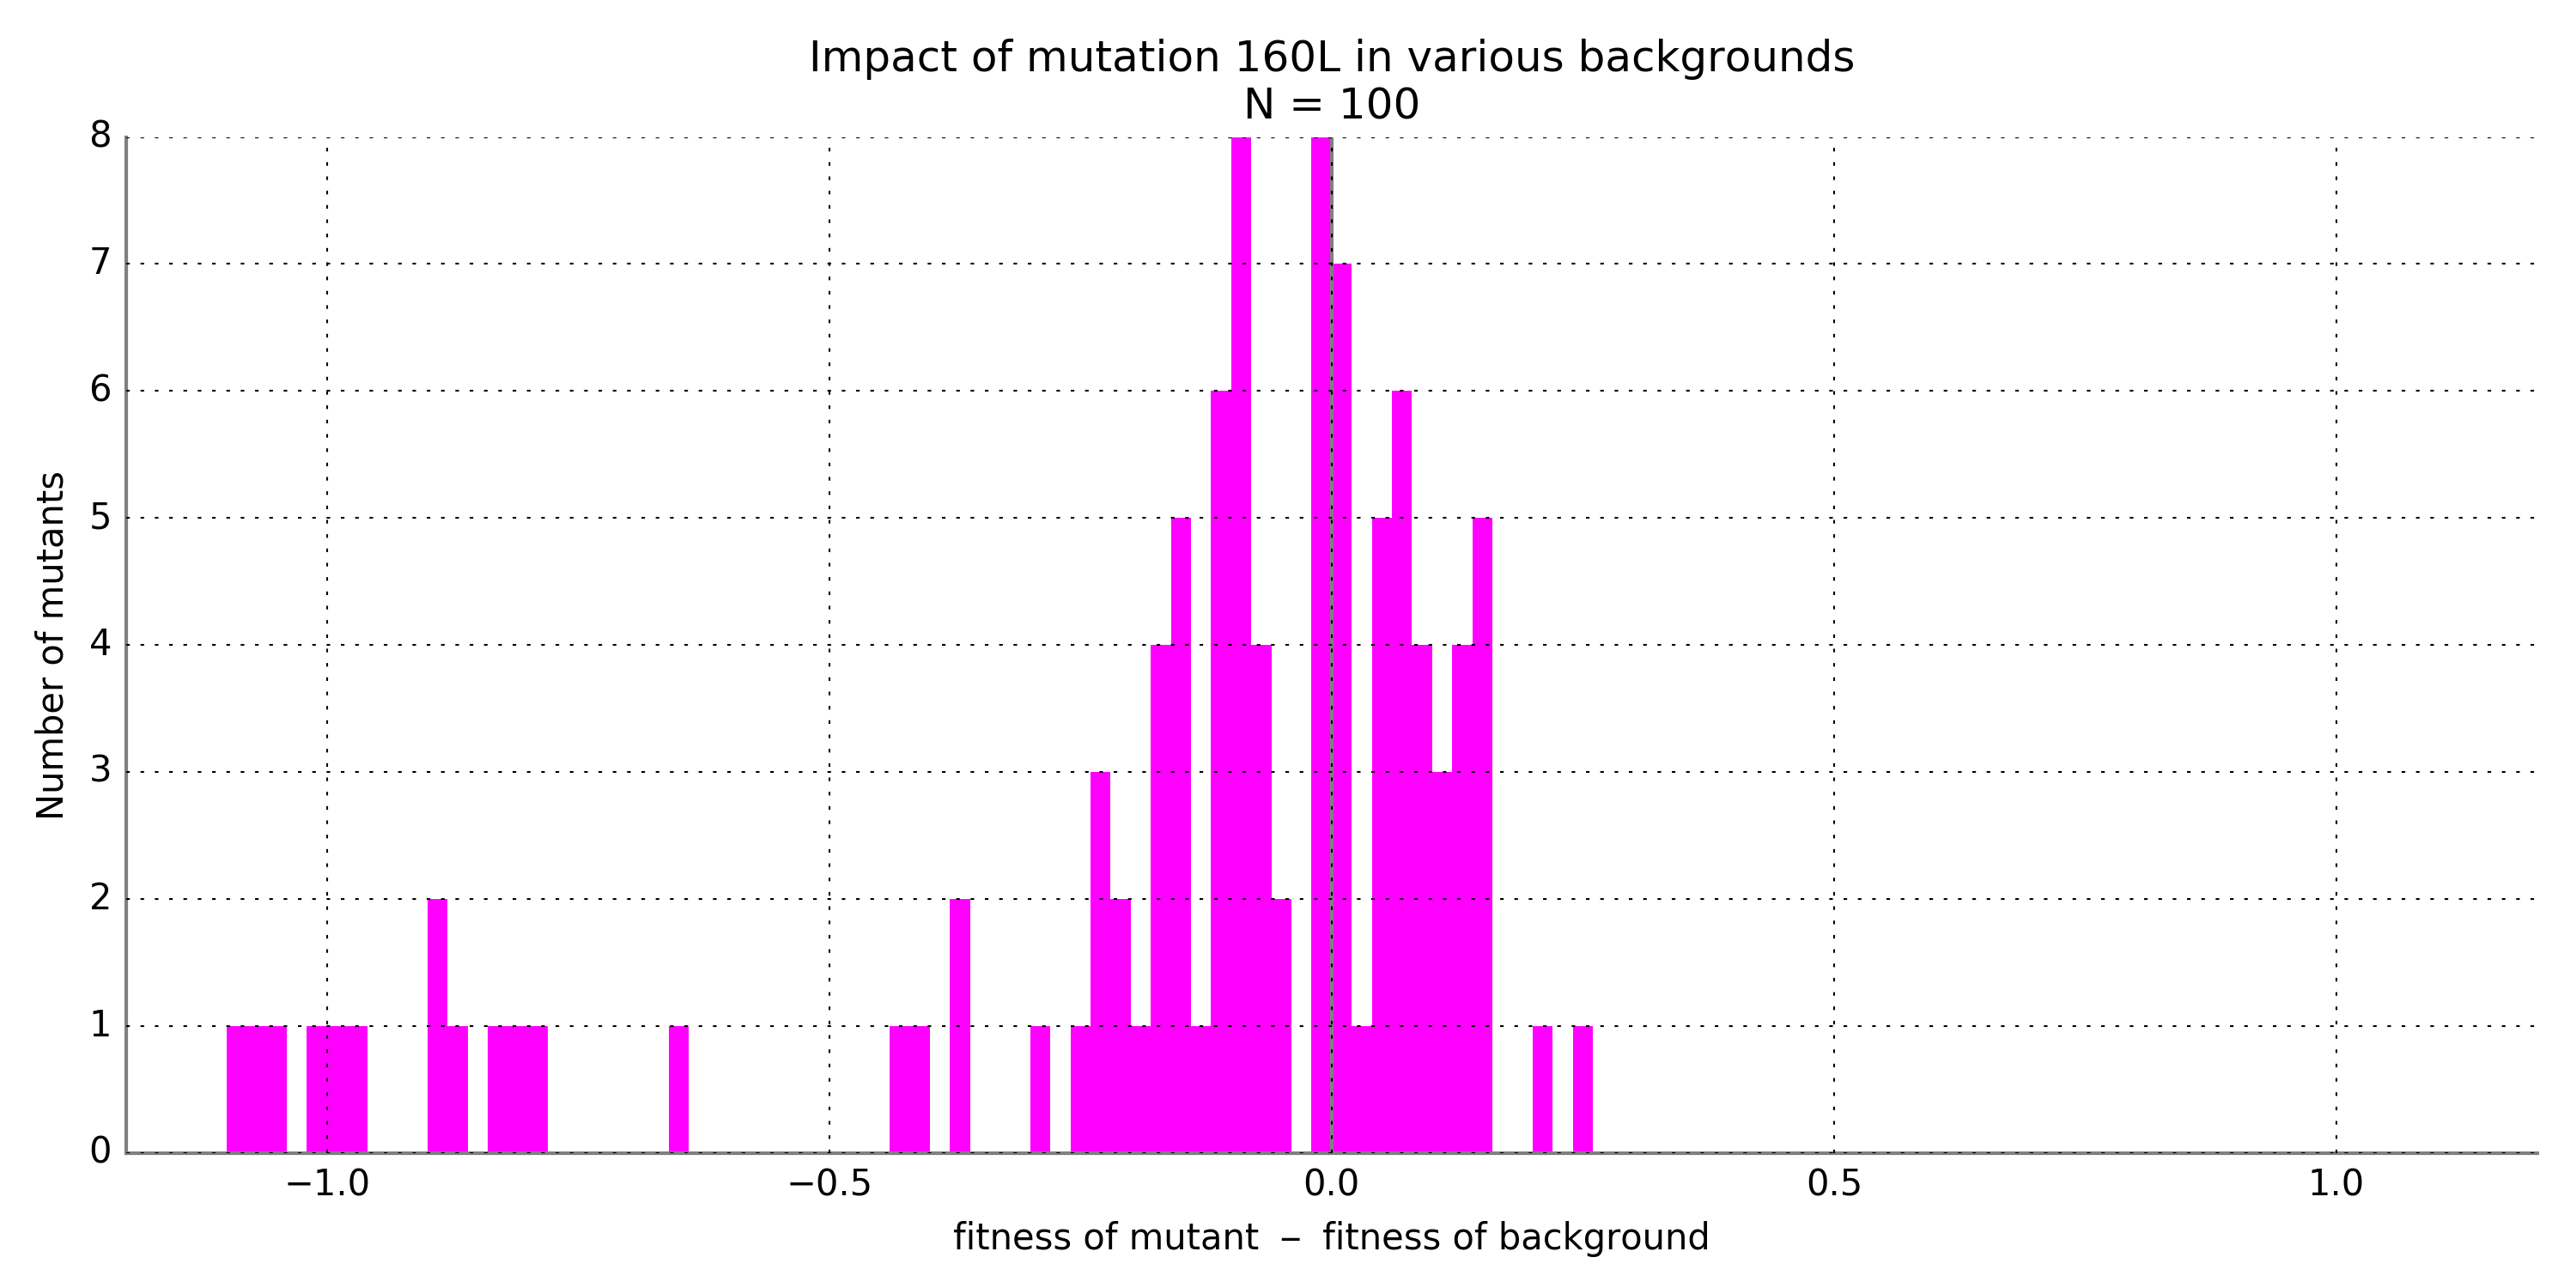 Impact of mutation 160L in various backgrounds
N = 100
8
7
6
5
4
3
2
1
0
Number of mutants
−1.0 −0.5 0.0 0.5 1.0
fitness of mutant – fitness of background